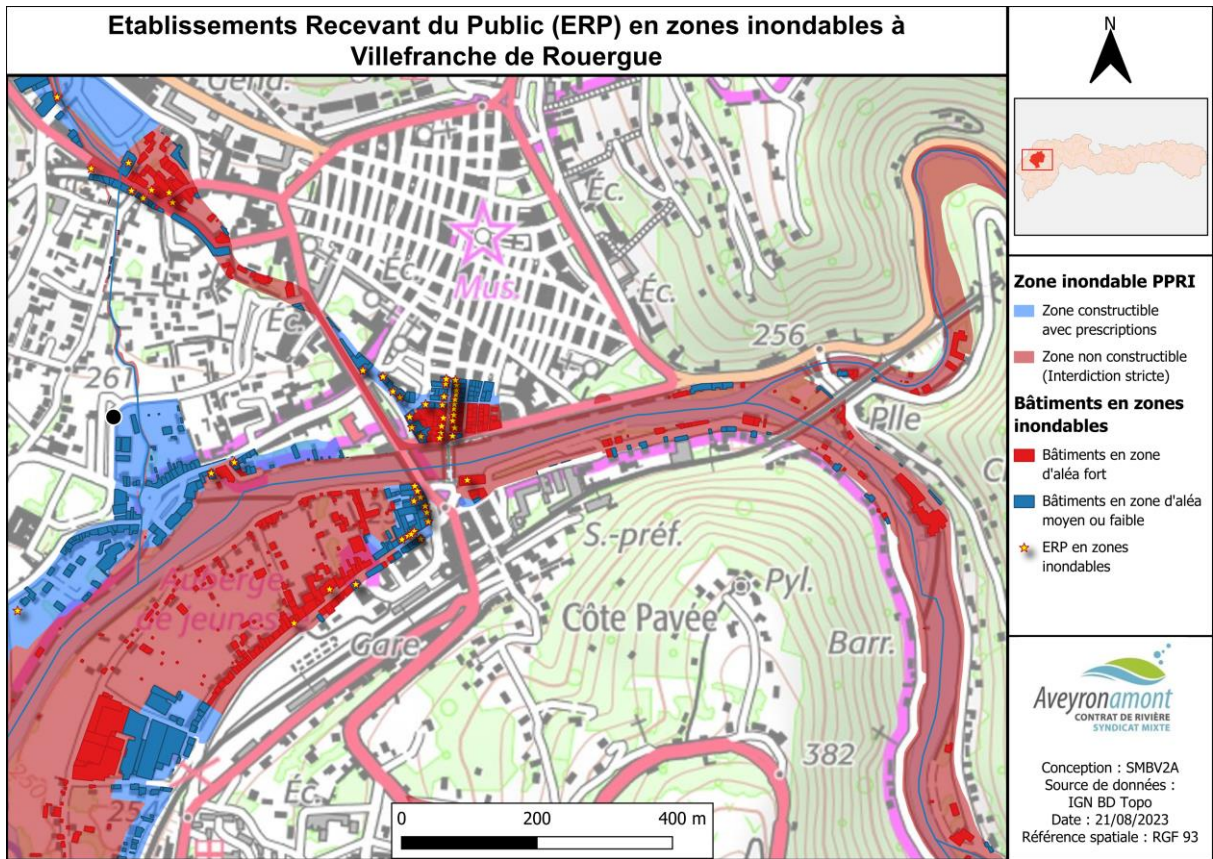 Etablissements Recevant du Public (ERP) en zones inondables à
Villefranche de Rouergue
N
Gend.
Éc.
Éc.
Mus.
Éc.
Éc.
256
261
Plle
S.-préf.
Auberge
de jeunes
Pyl.
Côte Pavée
Gare
Barr.
382
Éc.
254
250
0 200 400 m
Zone inondable PPRI
Zone constructible
avec prescriptions
Zone non constructible
(Interdiction stricte)
Bâtiments en zones
inondables
Bâtiments en zone
d'aléa fort
Bâtiments en zone d'aléa
moyen ou faible
ERP en zones
inondables
Aveyronamont
CONTRAT DE RIVIÈRE
SYNDICAT MIXTE
Conception : SMBV2A
Source de données :
IGN BD Topo
Date : 21/08/2023
Référence spatiale : RGF 93